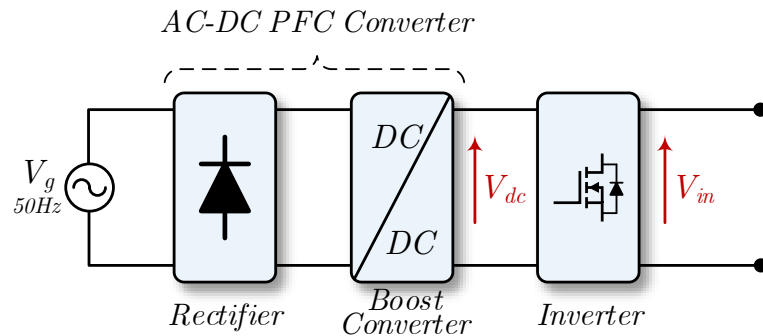 AC-DC PFC Converter
V_g
50Hz
DC
DC
V_dc
V_in
Rectifier
Boost
Converter
Inverter